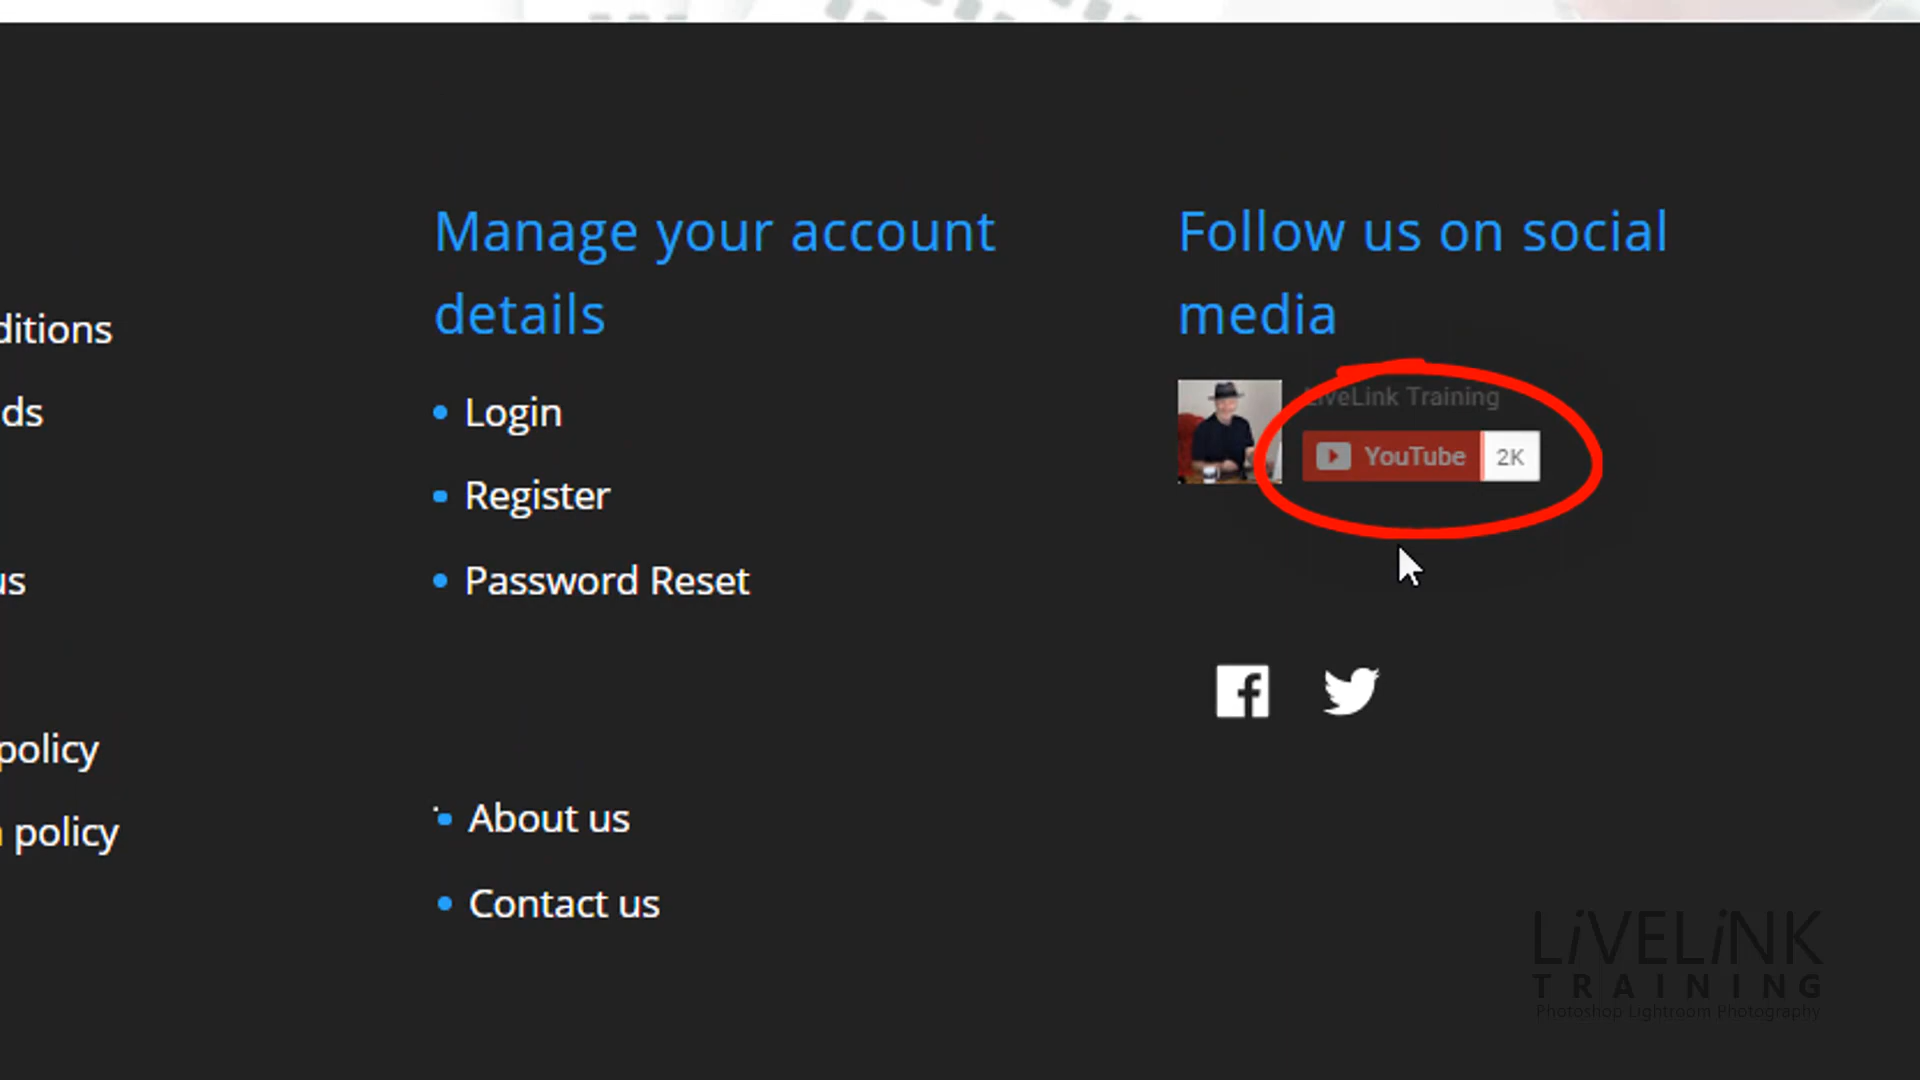 ditions
ds
us
policy
policy
Manage your account
details
Login
Register
Password Reset
About us
Contact us
Follow us on social
media
LiveLink Training
YouTube 2K
LiVELiNK
TRAINING
Photoshop Lightroom Photography